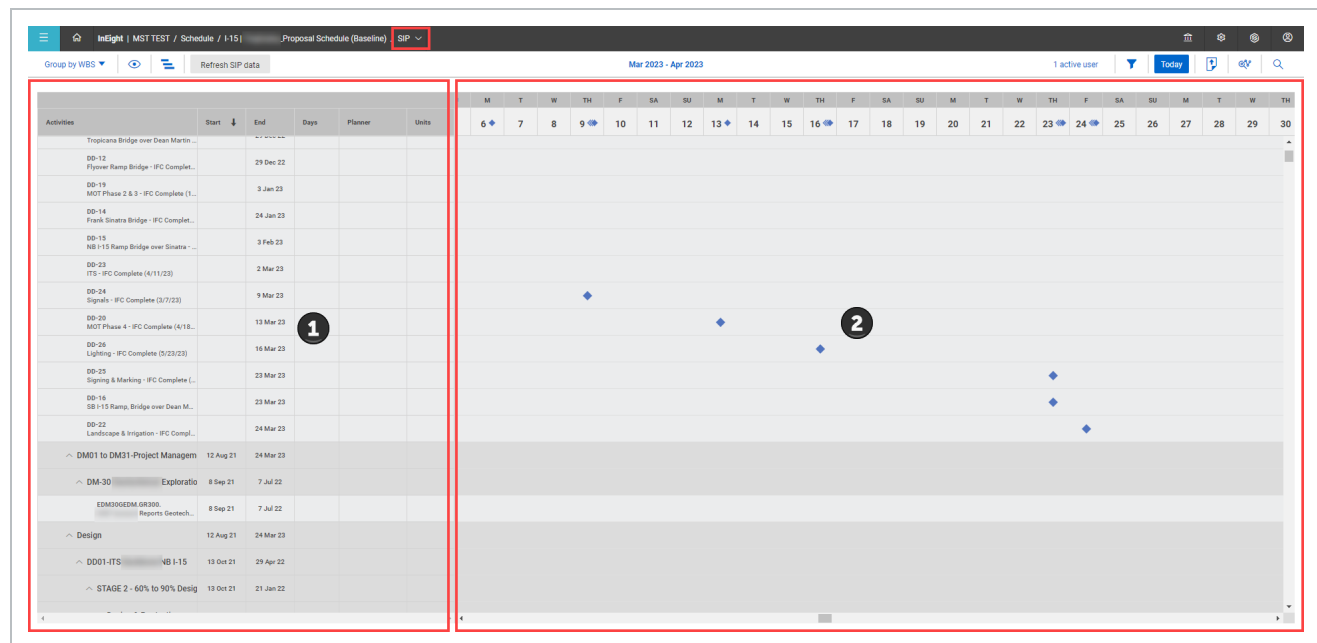 InEight | MST TEST / Schedule / I-15 | Proposal Schedule (Baseline) SIP
Group by WBS Refresh SIP data Mar 2023 - Apr 2023 1 active user Today
M T W TH F SA SU M T W TH F SA SU M T W TH F SA SU M T W TH
Activities Start End Days Planner Units 6 7 8 9 10 11 12 13 14 15 16 17 18 19 20 21 22 23 24 25 26 27 28 29 30
Tropicana Bridge over Dean Martin ...
DD-12
Flyover Ramp Bridge - IFC Complet... 29 Dec 22
DD-19
MOT Phase 2 & 3 - IFC Complete (1... 3 Jan 23
DD-14
Frank Sinatra Bridge - IFC Complet... 24 Jan 23
DD-15
NB I-15 Ramp Bridge over Sinatra - ... 3 Feb 23
DD-23
ITS - IFC Complete (4/11/23) 2 Mar 23
DD-24
Signals - IFC Complete (3/7/23) 9 Mar 23
DD-20
MOT Phase 4 - IFC Complete (4/18... 13 Mar 23
1 2
DD-26
Lighting - IFC Complete (5/23/23) 16 Mar 23
DD-25
Signing & Marking - IFC Complete (... 23 Mar 23
DD-16
SB I-15 Ramp, Bridge over Dean M... 23 Mar 23
DD-22
Landscape & Irrigation - IFC Compl... 24 Mar 23
DM01 to DM31-Project Managem 12 Aug 21 24 Mar 23
DM-30 Exploratio 8 Sep 21 7 Jul 22
EDM30GEDM.GR300.
Reports Geotech... 8 Sep 21 7 Jul 22
Design 12 Aug 21 24 Mar 23
DD01-ITS NB I-15 13 Oct 21 29 Apr 22
STAGE 2 - 60% to 90% Desig 13 Oct 21 21 Jan 22